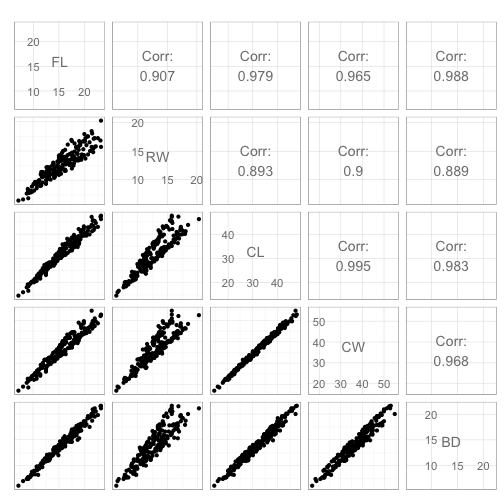 20
15 FL
10 15 20
Corr:
0.907
Corr:
0.979
Corr:
0.965
Corr:
0.988
20
15 RW
10 15 20
Corr:
0.893
Corr:
0.9
Corr:
0.889
40
30 CL
20 30 40
Corr:
0.995
Corr:
0.983
50
40 CW
30
20 20 30 40 50
Corr:
0.968
20
15 BD
10 15 20